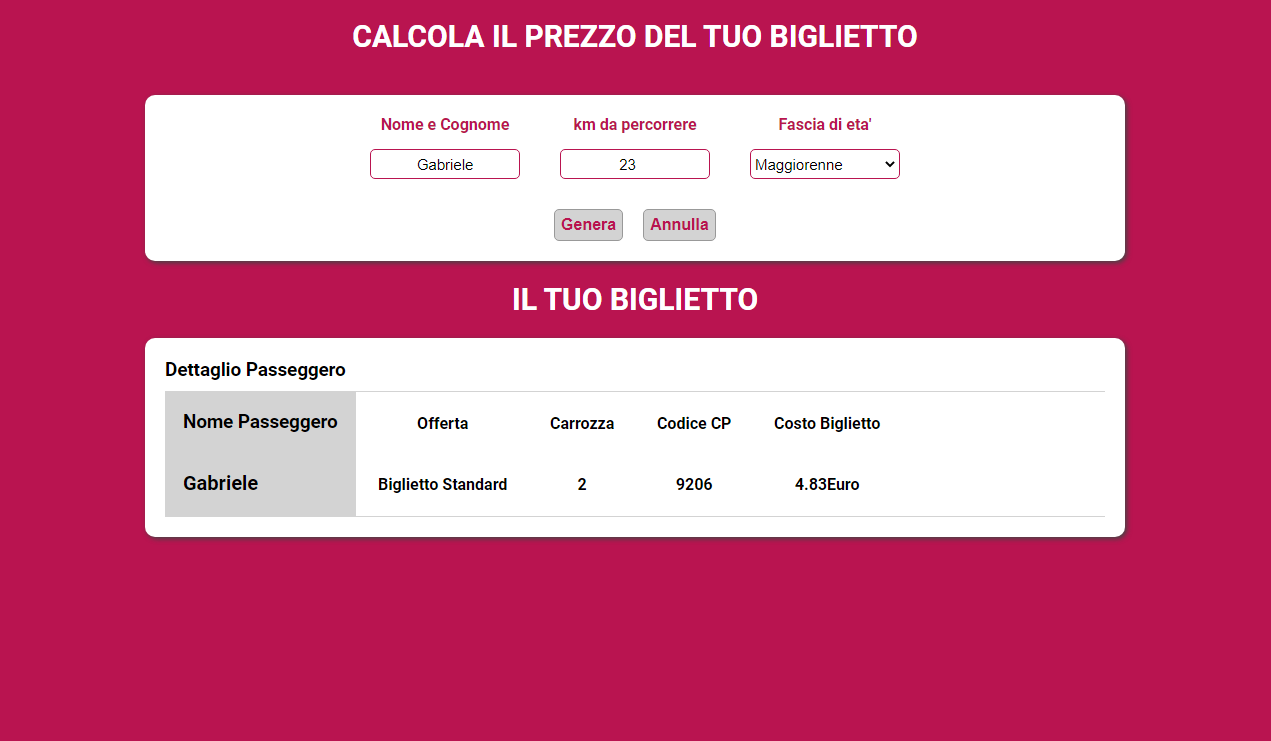 CALCOLA IL PREZZO DEL TUO BIGLIETTO
Nome e Cognome km da percorrere Fascia di eta'
Gabriele 23 Maggiorenne
Genera Annulla
IL TUO BIGLIETTO
Dettaglio Passeggero
Nome Passeggero Offerta Carrozza Codice CP Costo Biglietto
Gabriele Biglietto Standard 2 9206 4.83Euro